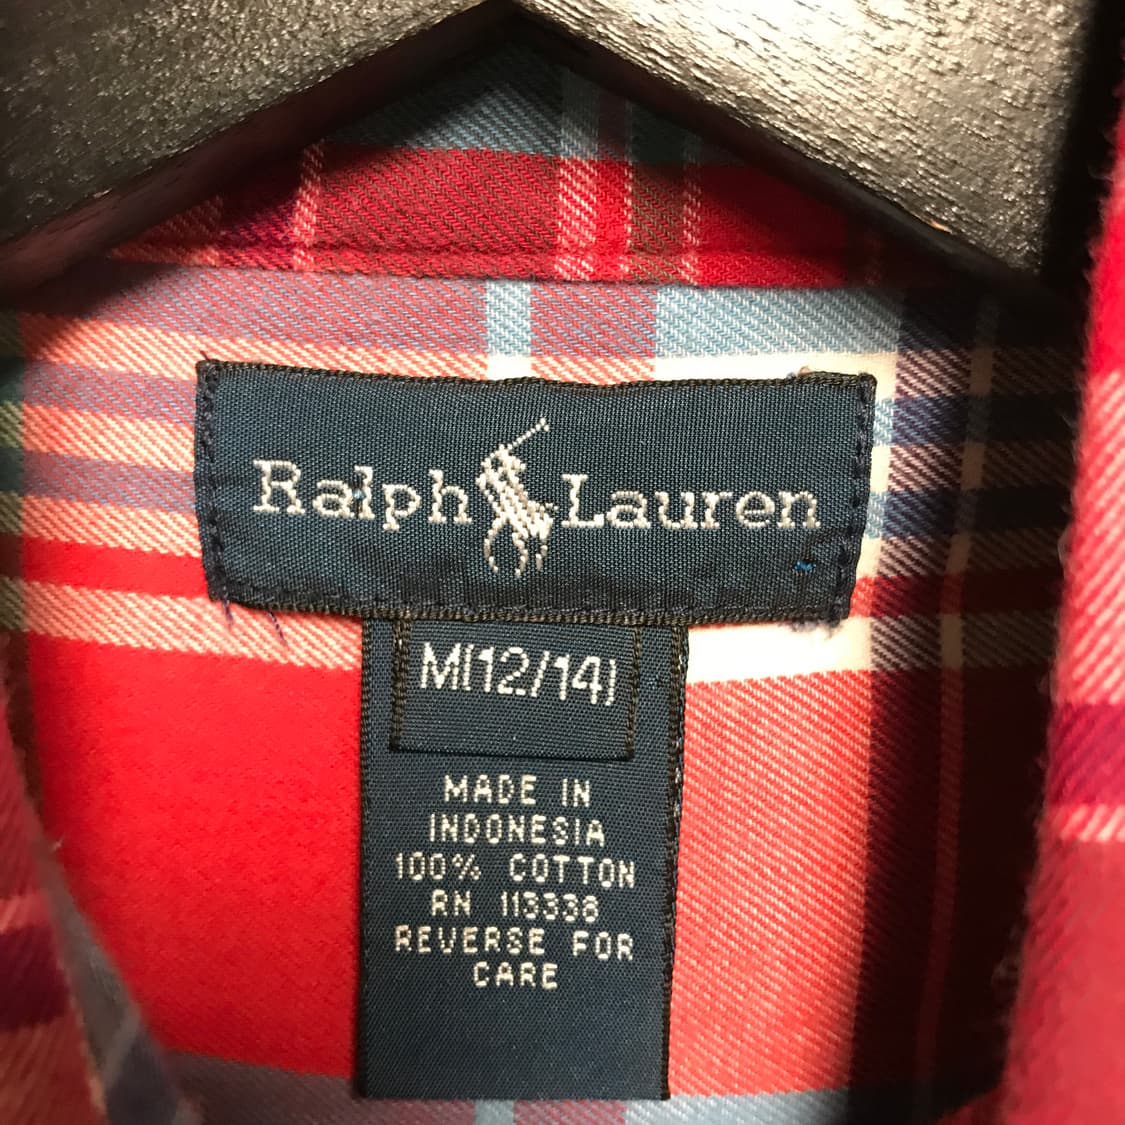 Ralph Lauren
M(12/14)
MADE IN
INDONESIA
100% COTTON
RN 113338
REVERSE FOR
CARE